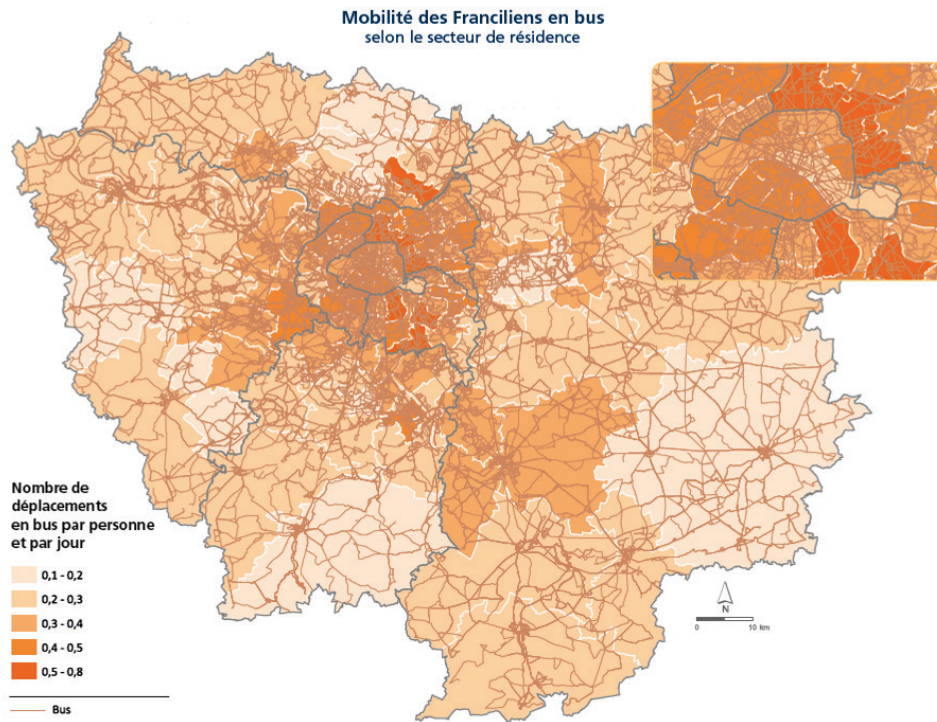 Mobilité des Franciliens en bus
selon le secteur de résidence
Nombre de
déplacements
en bus par personne
et par jour
0,1 - 0,2
0,2 - 0,3
0,3 - 0,4
0,4 - 0,5
0,5 - 0,8
Bus
N
0 10 km